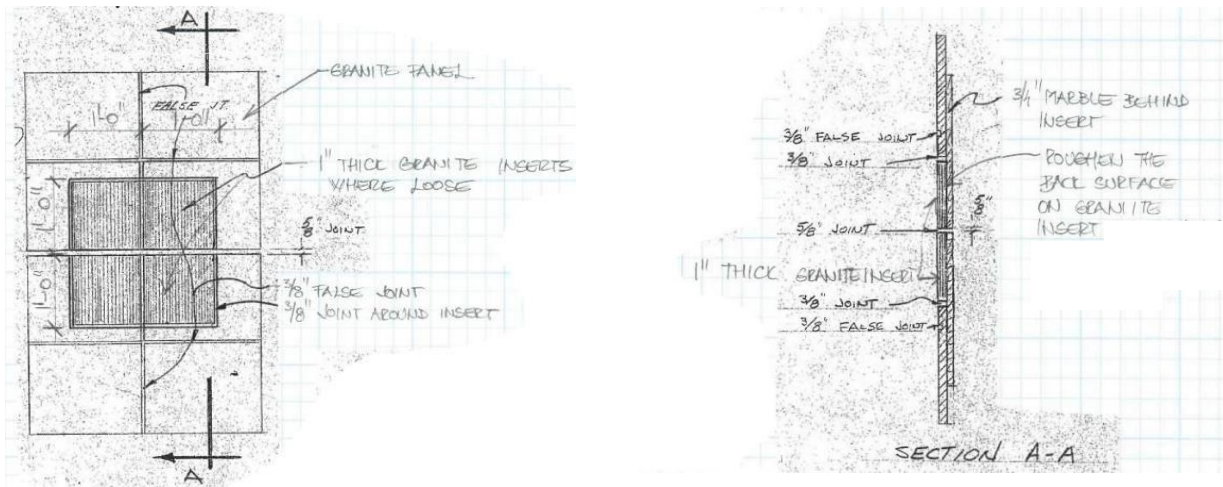 A
GRANITE PANEL
FALSE JT.
1'-0" 1'-0"
1" THICK GRANITE INSERTS
WHERE LOOSE
1'-0"
5/8" JOINT
1'-0"
3/8" FALSE JOINT
3/8" JOINT AROUND INSERT
A
3/4" MARBLE BEHIND
INSERT
3/8" FALSE JOINT
3/8" JOINT
ROUGHEN THE
BACK SURFACE
ON GRANITE
INSERT
5/8"
5/8" JOINT
1" THICK GRANITE INSERT
3/8" JOINT
3/8" FALSE JOINT
SECTION A-A